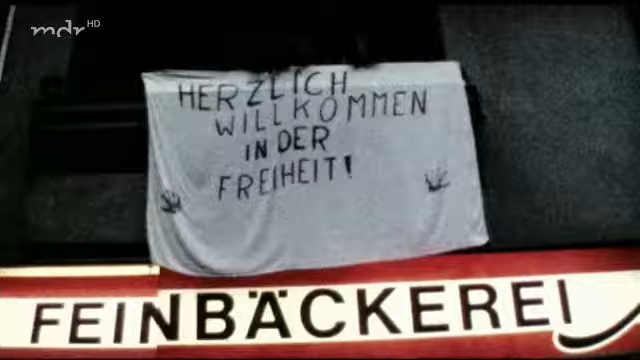 mdr HD
HERZLICH
WILLKOMMEN
IN DER
FREIHEIT!
FEINBÄCKEREI